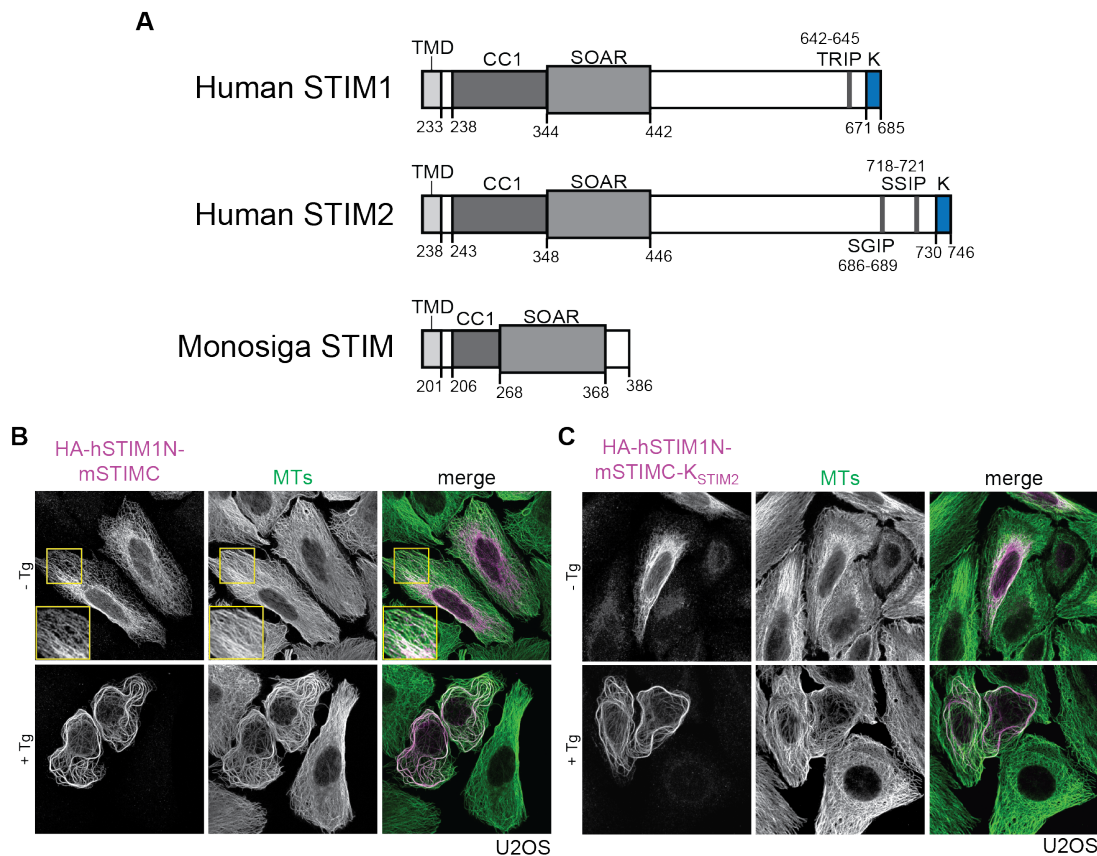 A
642-645
TMD CC1 SOAR TRIP K
Human STIM1
233 238 344 442 671 685
718-721
TMD CC1 SOAR SSIP K
Human STIM2
238 243 348 446 SGIP 730 746
686-689
TMD CC1 SOAR
Monosiga STIM
201 206 268 368 386
B
HA-hSTIM1N-
mSTIMC MTs merge
- Tg
+ Tg
U2OS
C
HA-hSTIM1N-
mSTIMC-KSTIM2 MTs merge
- Tg
+ Tg
U2OS